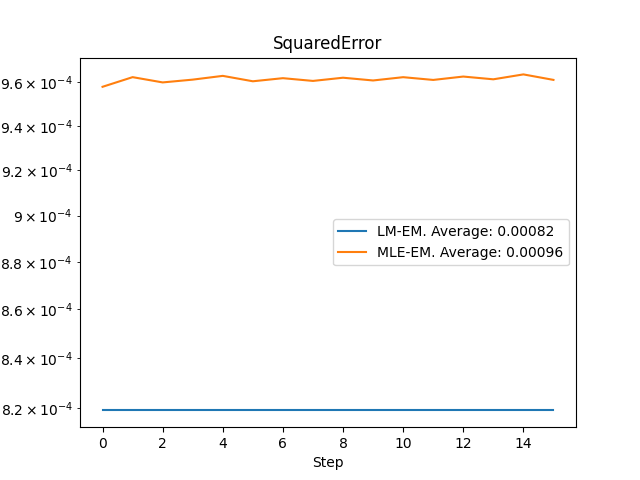 SquaredError
9.6 × 10⁻⁴
9.4 × 10⁻⁴
9.2 × 10⁻⁴
9 × 10⁻⁴
8.8 × 10⁻⁴
8.6 × 10⁻⁴
8.4 × 10⁻⁴
8.2 × 10⁻⁴
LM-EM. Average: 0.00082
MLE-EM. Average: 0.00096
0 2 4 6 8 10 12 14
Step